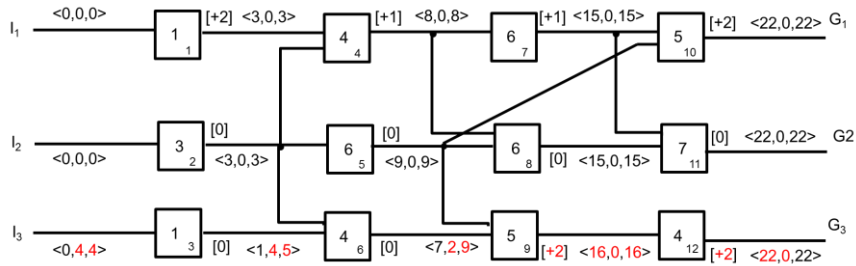 <0,0,0> [+2] <3,0,3> <8,0,8> [+1] <15,0,15> G1
I1 1 1 4 4 [+1] 6 7 5 10 [+2] <22,0,22>
[0] [0] [0] G2
I2 3 2 6 5 6 8 [0] 7 11 <22,0,22>
<0,0,0> <3,0,3> <9,0,9> <15,0,15>
I3 1 3 4 6 5 9 4 12 G3
<0,4,4> [0] <1,4,5> [0] <7,2,9> [+2] <16,0,16> [+2] <22,0,22>